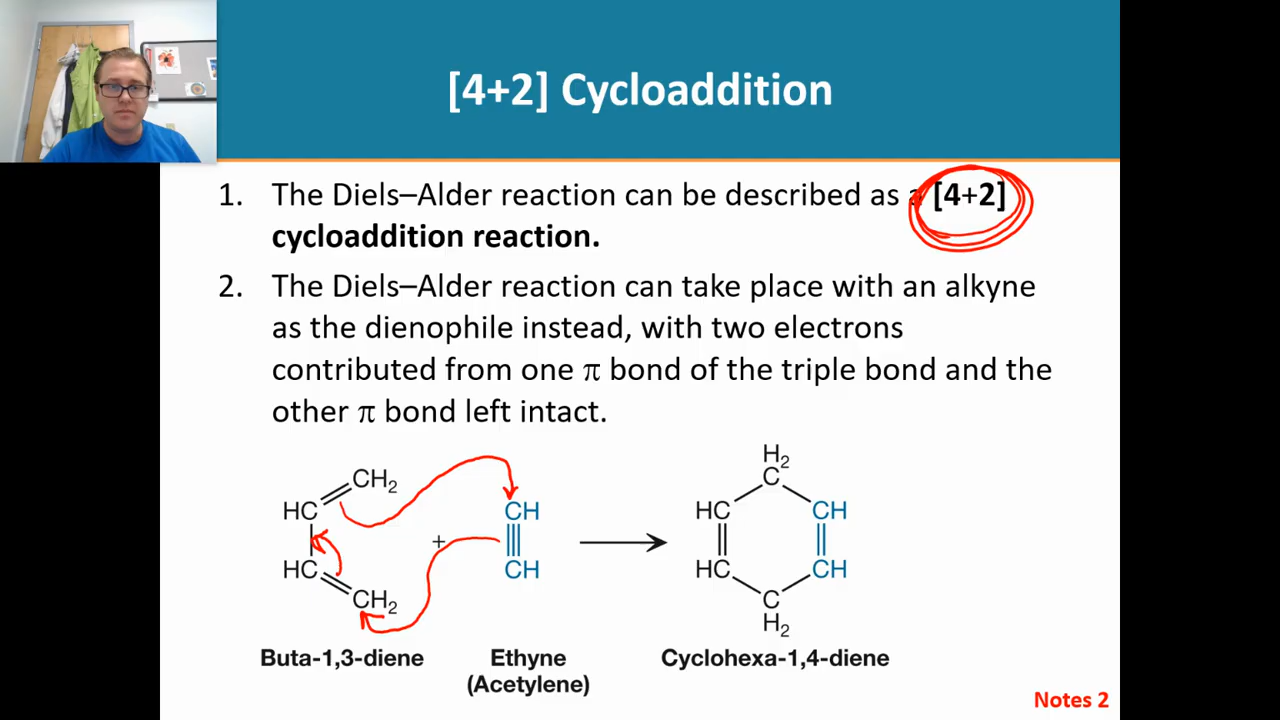 [4+2] Cycloaddition
1. The Diels–Alder reaction can be described as a [4+2]
cycloaddition reaction.
2. The Diels–Alder reaction can take place with an alkyne
as the dienophile instead, with two electrons
contributed from one π bond of the triple bond and the
other π bond left intact.
CH₂
HC
HC
CH₂
+
CH
CH
H₂
C
HC
CH
HC
CH
C
H₂
Buta-1,3-diene
Ethyne
(Acetylene)
Cyclohexa-1,4-diene
Notes 2